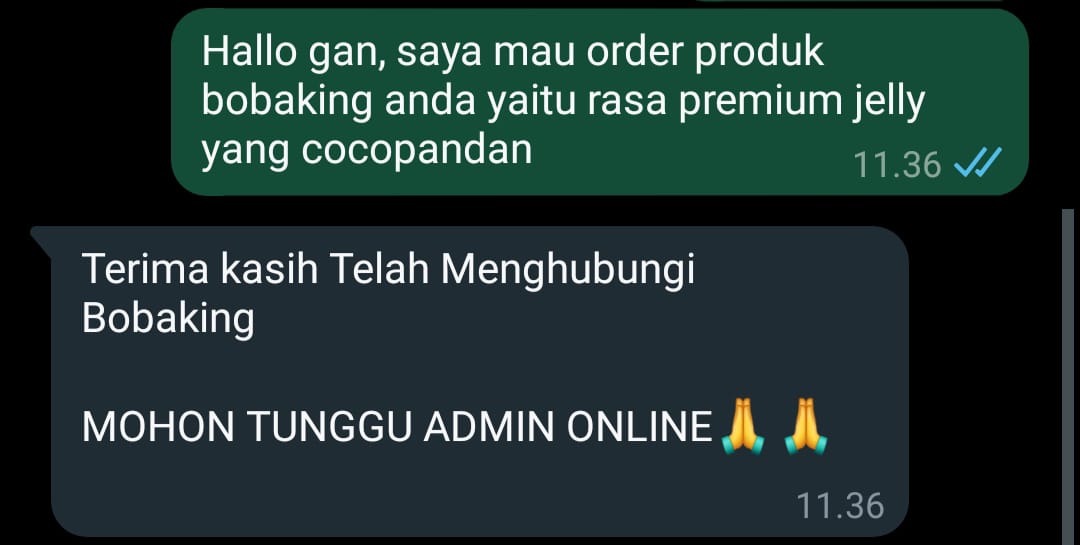 Hallo gan, saya mau order produk
bobaking anda yaitu rasa premium jelly
yang cocopandan
11.36
Terima kasih Telah Menghubungi
Bobaking
MOHON TUNGGU ADMIN ONLINE🙏🙏
11.36